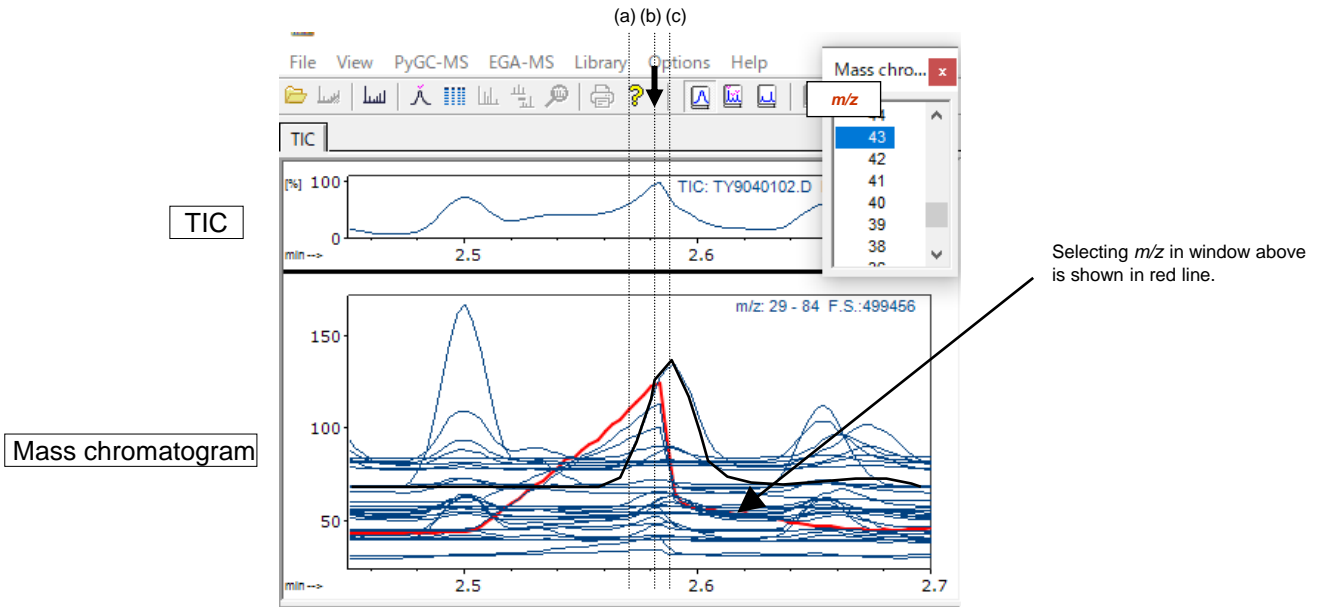 (a) (b) (c)
File View PyGC-MS EGA-MS Library Options Help
Mass chro... x
m/z
44
43
42
41
40
39
38
TIC
[%] 100
TIC: TY9040102.D
0
min--> 2.5 2.6
TIC
Selecting m/z in window above
is shown in red line.
m/z: 29 - 84 F.S.:499456
150
100
50
Mass chromatogram
min--> 2.5 2.6 2.7